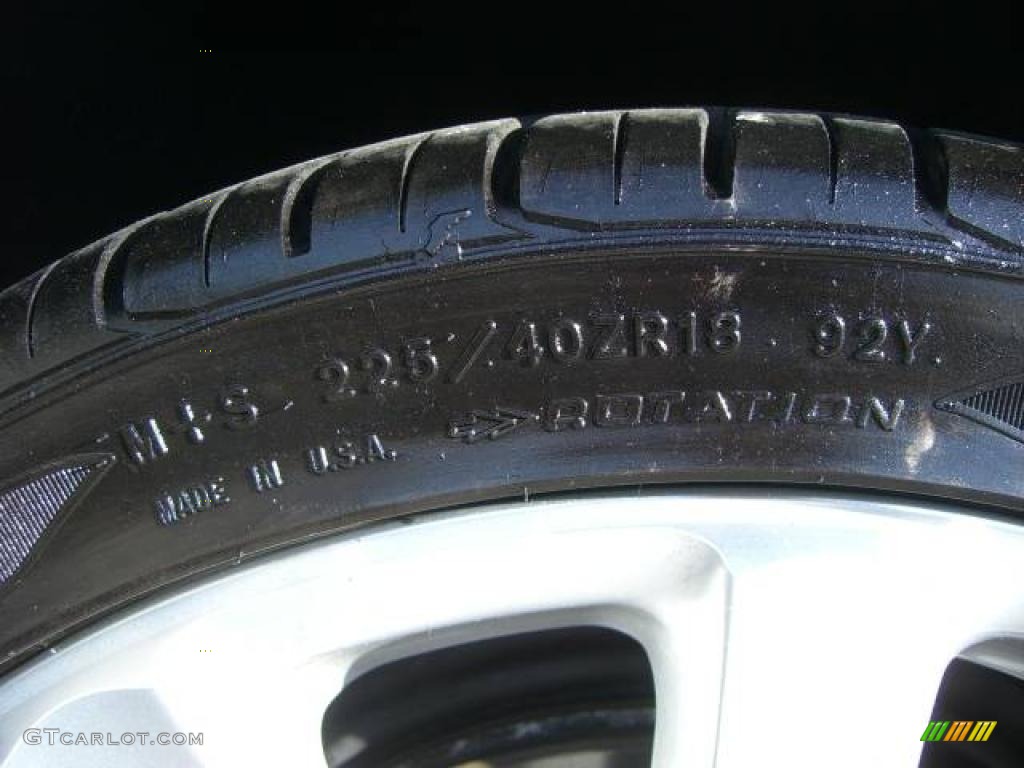 M+S 225/40ZR18 92Y
MADE IN U.S.A. ROTATION
GTCARLOT.COM